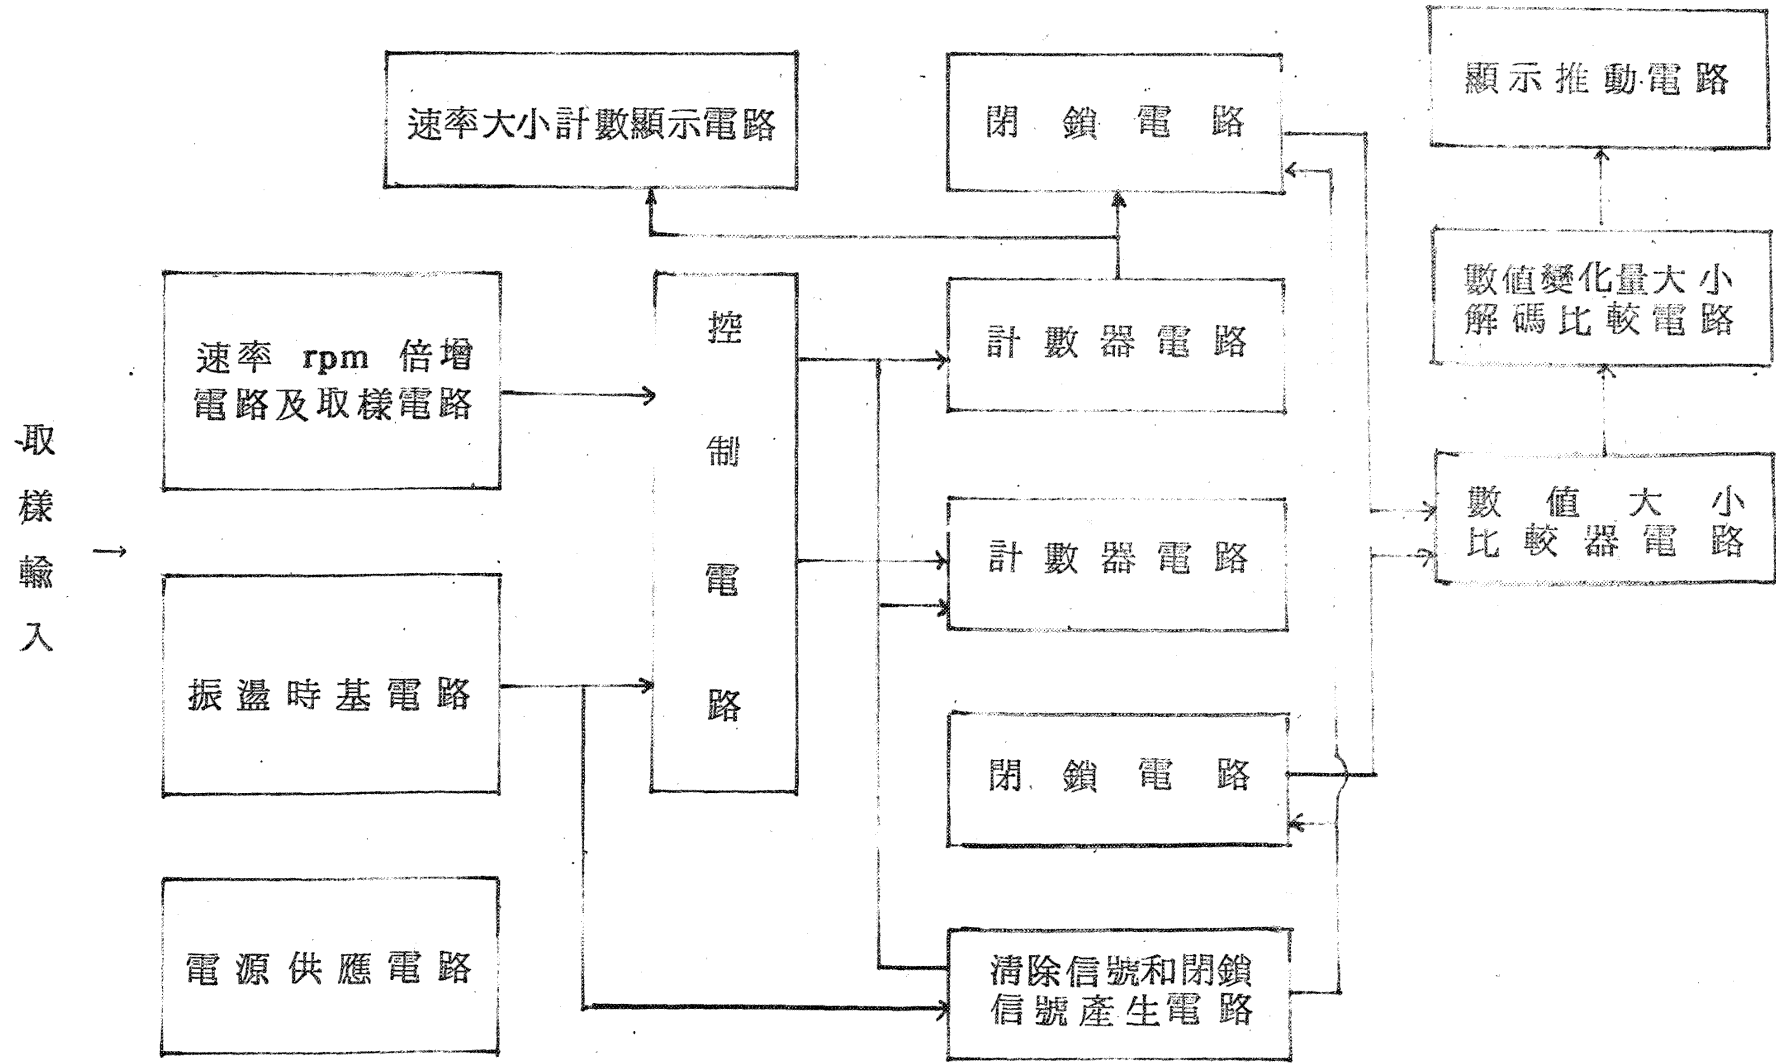 取樣輸入
速率大小計數顯示電路
閉鎖電路
顯示推動電路
速率 rpm 倍增
電路及取樣電路
控制電路
計數器電路
數值變化量大小
解碼比較電路
計數器電路
數值大小
比較器電路
振盪時基電路
閉鎖電路
電源供應電路
清除信號和閉鎖
信號產生電路